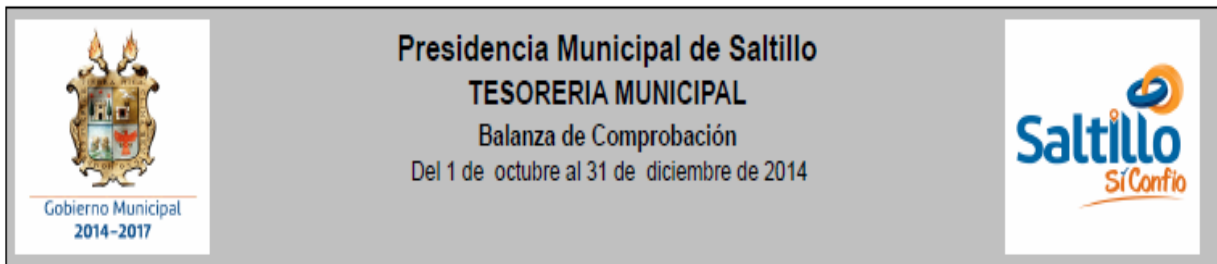 Presidencia Municipal de Saltillo
TESORERIA MUNICIPAL
Balanza de Comprobación
Del 1 de octubre al 31 de diciembre de 2014
Gobierno Municipal
2014-2017
Saltillo
Sí Confío